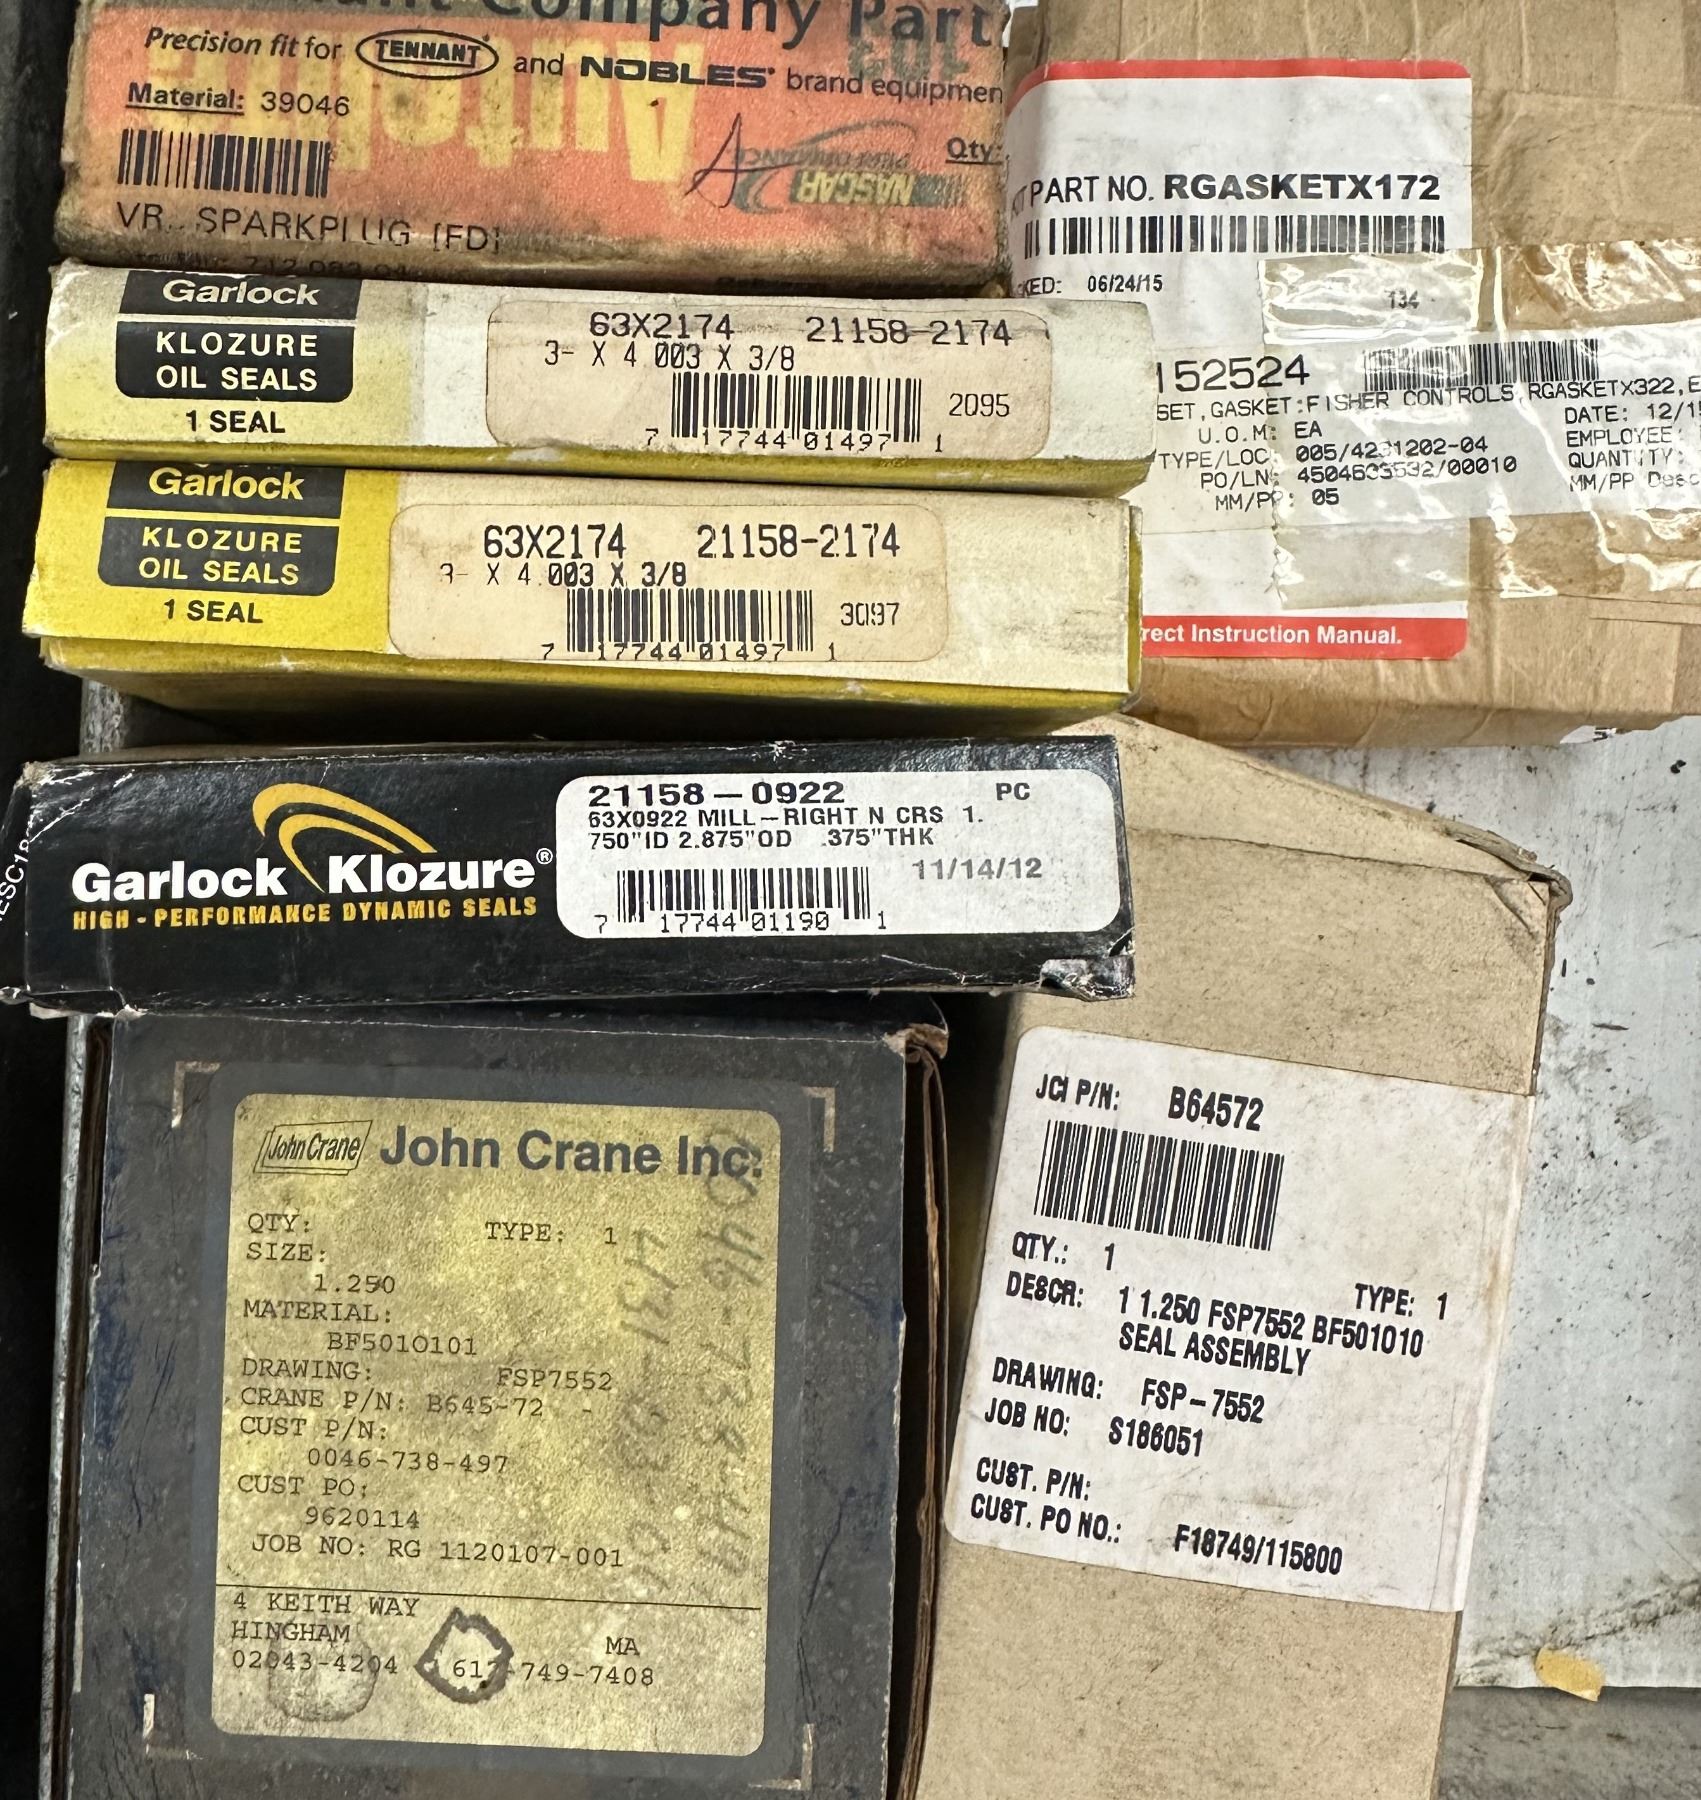 Company Part
Precision fit for TENNANT and NOBLES® brand equipmen
Material: 39046
Qty:
NASCAR
PERFORMANCE
VR.. SPARKPLUG [FD]
PART NO. RGASKETX172
KED: 06/24/15
134
152524
SET, GASKET:FISHER CONTROLS,RGASKETX322,E
DATE: 12/1
U.O.M: EA
EMPLOYEE:
TYPE/LOC: 005/4231202-04
QUANTITY:
PO/LN: 4504603532/00010
MM/PP Desc
MM/PP: 05
rect Instruction Manual.
Garlock
KLOZURE
OIL SEALS
1 SEAL
63X2174 21158-2174
3- X 4.003 X 3/8
2095
7 17744 01497 1
Garlock
KLOZURE
OIL SEALS
1 SEAL
63X2174 21158-2174
3- X 4.003 X 3/8
3097
7 17744 01497 1
Garlock Klozure®
HIGH-PERFORMANCE DYNAMIC SEALS
21158-0922 PC
63X0922 MILL-RIGHT N CRS 1.
750"ID 2.875"OD .375"THK
11/14/12
7 17744 01190 1
John Crane John Crane Inc.
QTY: TYPE: 1
SIZE:
1.250
MATERIAL:
BF501O101
DRAWING: FSP7552
CRANE P/N: B645-72 -
CUST P/N:
0046-738-497
CUST PO:
9620114
JOB NO: RG 1120107-001
4 KEITH WAY
HINGHAM MA
02043-4204 617-749-7408
JCI P/N: B64572
QTY.: 1 TYPE: 1
DESCR: 1 1.250 FSP7552 BF501010
SEAL ASSEMBLY
DRAWING: FSP-7552
JOB NO: S186051
CUST. P/N:
CUST. PO NO.: F18749/115800